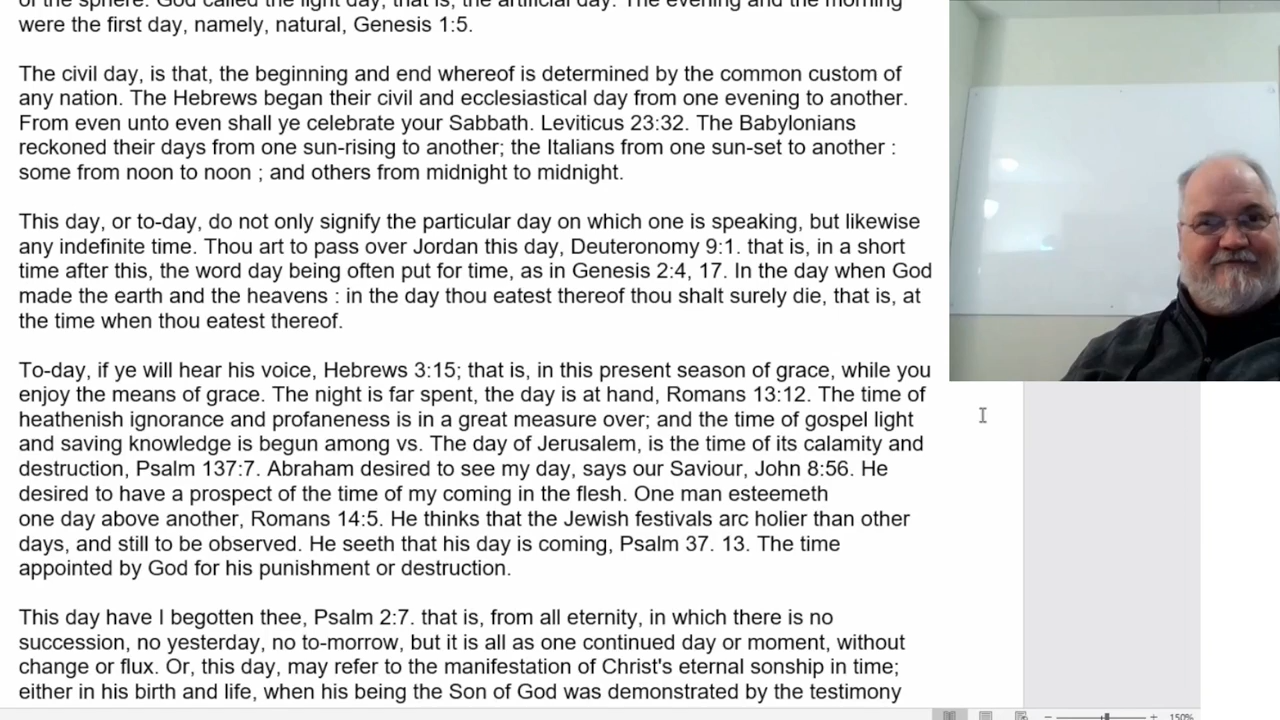 of the sphere. God called the light day, that is, the artificial day. The evening and the morning
were the first day, namely, natural, Genesis 1:5.
The civil day, is that, the beginning and end whereof is determined by the common custom of
any nation. The Hebrews began their civil and ecclesiastical day from one evening to another.
From even unto even shall ye celebrate your Sabbath. Leviticus 23:32. The Babylonians
reckoned their days from one sun-rising to another; the Italians from one sun-set to another :
some from noon to noon ; and others from midnight to midnight.
This day, or to-day, do not only signify the particular day on which one is speaking, but likewise
any indefinite time. Thou art to pass over Jordan this day, Deuteronomy 9:1. that is, in a short
time after this, the word day being often put for time, as in Genesis 2:4, 17. In the day when God
made the earth and the heavens : in the day thou eatest thereof thou shalt surely die, that is, at
the time when thou eatest thereof.
To-day, if ye will hear his voice, Hebrews 3:15; that is, in this present season of grace, while you
enjoy the means of grace. The night is far spent, the day is at hand, Romans 13:12. The time of
heathenish ignorance and profaneness is in a great measure over; and the time of gospel light
and saving knowledge is begun among vs. The day of Jerusalem, is the time of its calamity and
destruction, Psalm 137:7. Abraham desired to see my day, says our Saviour, John 8:56. He
desired to have a prospect of the time of my coming in the flesh. One man esteemeth
one day above another, Romans 14:5. He thinks that the Jewish festivals arc holier than other
days, and still to be observed. He seeth that his day is coming, Psalm 37. 13. The time
appointed by God for his punishment or destruction.
This day have I begotten thee, Psalm 2:7. that is, from all eternity, in which there is no
succession, no yesterday, no to-morrow, but it is all as one continued day or moment, without
change or flux. Or, this day, may refer to the manifestation of Christ's eternal sonship in time;
either in his birth and life, when his being the Son of God was demonstrated by the testimony
150%